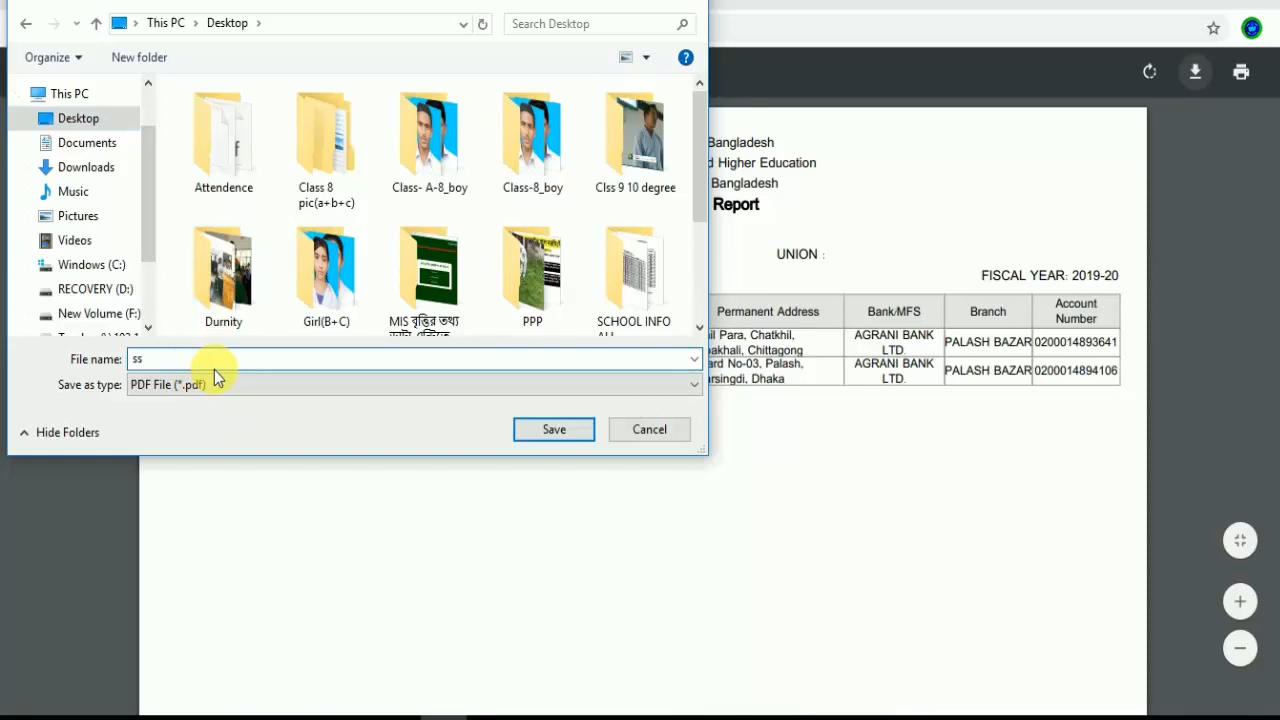 This PC > Desktop >
Search Desktop
Organize
New folder
This PC
Desktop
Documents
Downloads
Music
Pictures
Videos
Windows (C:)
RECOVERY (D:)
New Volume (F:)
Attendence
Class 8 pic(a+b+c)
Class- A-8_boy
Class-8_boy
Clss 9 10 degree
Durnity
Girl(B+C)
MIS বৃত্তির তথ্য
PPP
SCHOOL INFO
File name: ss
Save as type: PDF File (*.pdf)
Hide Folders
Save
Cancel
Bangladesh
d Higher Education
Bangladesh
Report
UNION :
FISCAL YEAR: 2019-20
Permanent Address
Bank/MFS
Branch
Account Number
il Para, Chatkhil,
akhali, Chittagong
AGRANI BANK LTD.
PALASH BAZAR
0200014893641
ard No-03, Palash,
arsingdi, Dhaka
AGRANI BANK LTD.
PALASH BAZAR
0200014894106